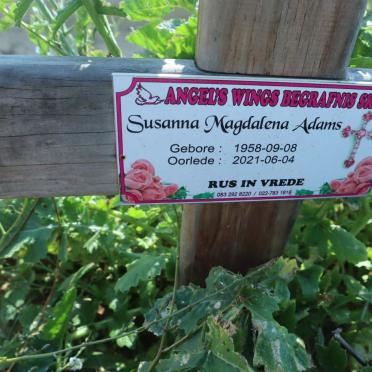 ANGEL'S WINGS BEGRAFNIS
Susanna Magdalena Adams
Gebore : 1958-09-08
Oorlede : 2021-06-04
RUS IN VREDE